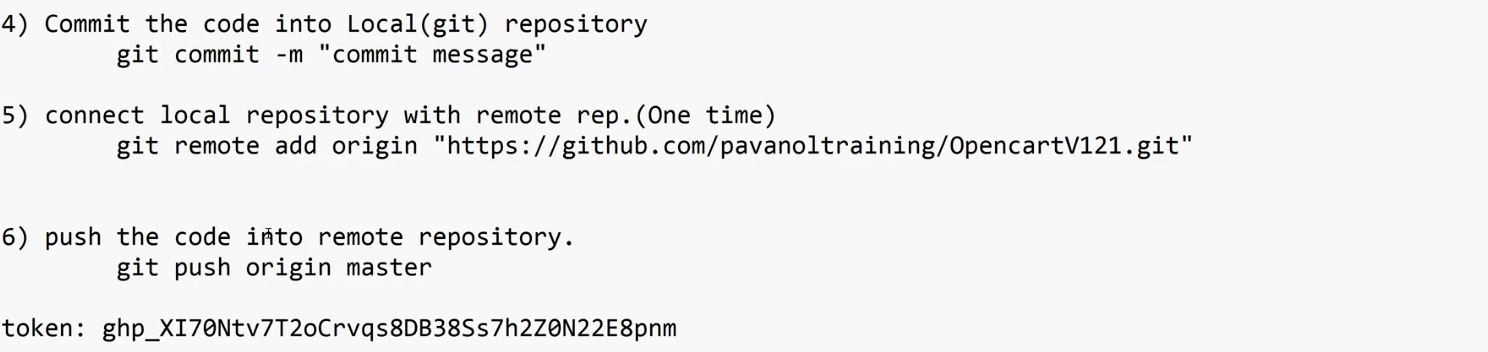 4) Commit the code into Local(git) repository
git commit -m "commit message"
5) connect local repository with remote rep.(One time)
git remote add origin "https://github.com/pavanoltraining/OpencartV121.git"
6) push the code into remote repository.
git push origin master
token: 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